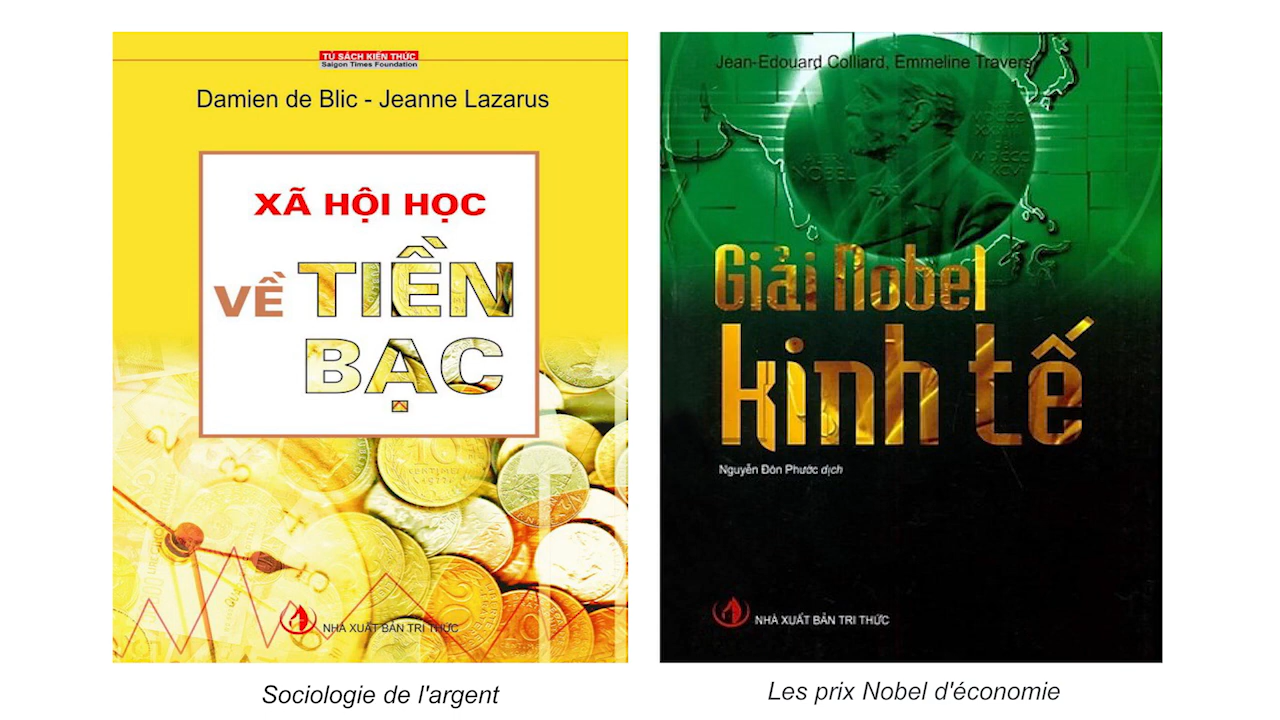 TỦ SÁCH KIẾN THỨC
Saigon Times Foundation
Damien de Blic - Jeanne Lazarus
XÃ HỘI HỌC
VỀ TIỀN
BẠC
NHÀ XUẤT BẢN TRI THỨC
Sociologie de l'argent
Jean-Edouard Colliard, Emmeline Travers
NOBEL
Giải Nobel
kinh tế
Nguyễn Đôn Phước dịch
NHÀ XUẤT BẢN TRI THỨC
Les prix Nobel d'économie